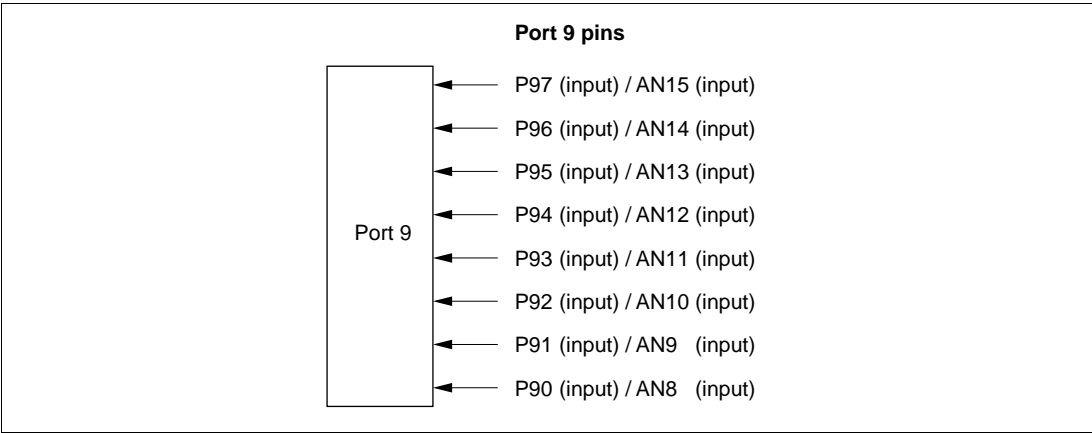 Port 9 pins
P97 (input) / AN15 (input)
P96 (input) / AN14 (input)
P95 (input) / AN13 (input)
P94 (input) / AN12 (input)
Port 9
P93 (input) / AN11 (input)
P92 (input) / AN10 (input)
P91 (input) / AN9 (input)
P90 (input) / AN8 (input)